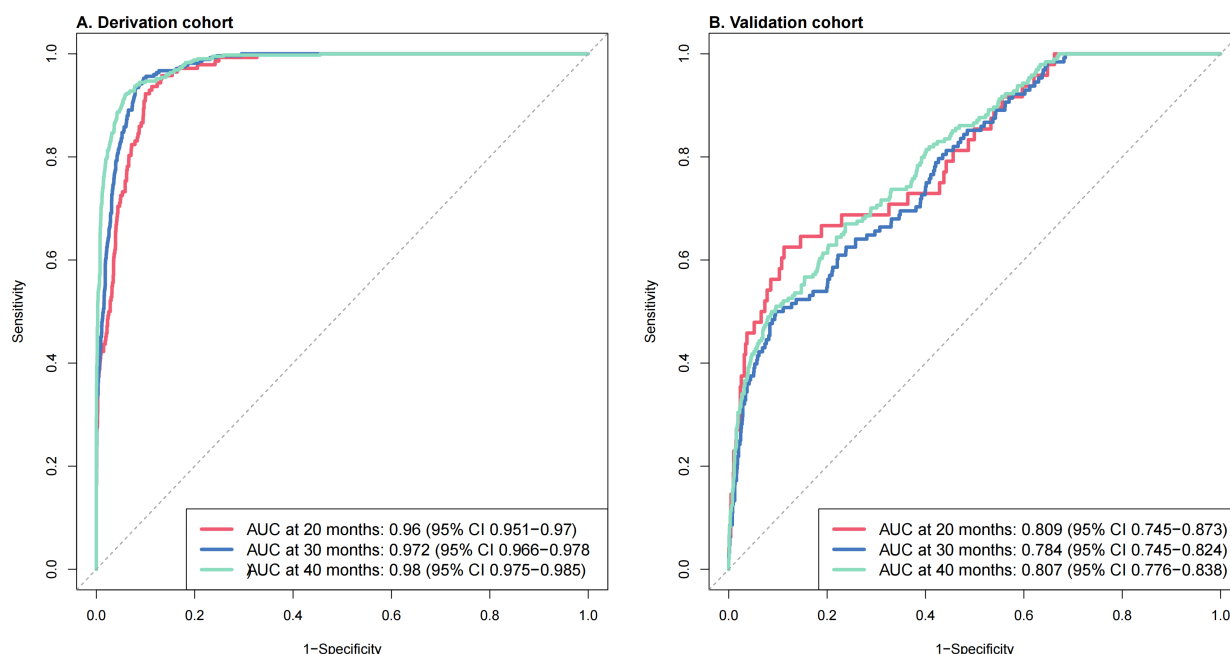 A. Derivation cohort
1.0
0.8
0.6
0.4
0.2
0.0
Sensitivity
AUC at 20 months: 0.96 (95% CI 0.951−0.97)
AUC at 30 months: 0.972 (95% CI 0.966−0.978
)
AUC at 40 months: 0.98 (95% CI 0.975−0.985)
0.0 0.2 0.4 0.6 0.8 1.0
1−Specificity
B. Validation cohort
1.0
0.8
0.6
0.4
0.2
0.0
Sensitivity
AUC at 20 months: 0.809 (95% CI 0.745−0.873)
AUC at 30 months: 0.784 (95% CI 0.745−0.824)
AUC at 40 months: 0.807 (95% CI 0.776−0.838)
0.0 0.2 0.4 0.6 0.8 1.0
1−Specificity